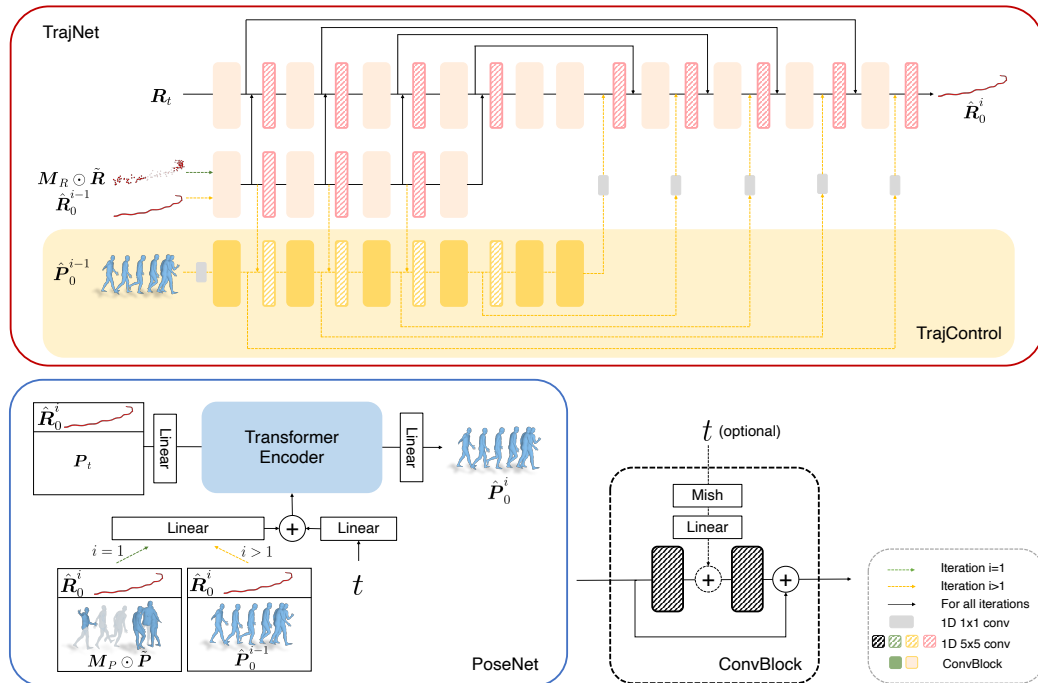 TrajNet
R_t
R̂_0^i
M_R ⊙ R̃
R̂_0^{i-1}
P̂_0^{i-1}
TrajControl
R̂_0^i
P_t
Linear
Transformer
Encoder
Linear
P̂_0^i
Linear
+
Linear
i = 1
i > 1
t
R̂_0^i
R̂_0^i
M_P ⊙ P̃
P̂_0^{i-1}
PoseNet
t (optional)
Mish
Linear
+
+
ConvBlock
Iteration i=1
Iteration i>1
For all iterations
1D 1x1 conv
1D 5x5 conv
ConvBlock